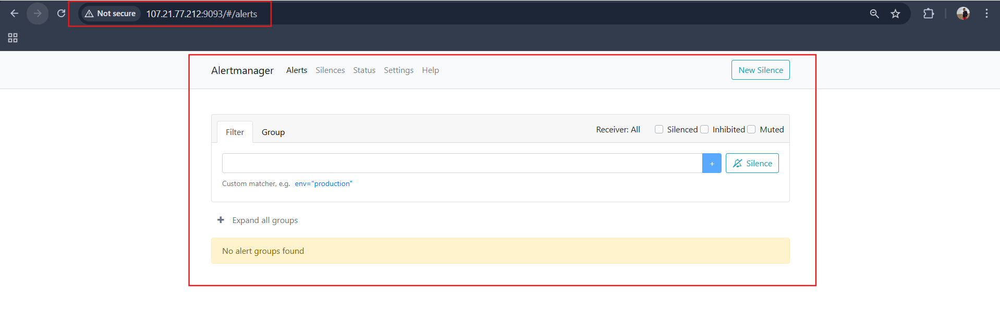 Not secure 107.21.77.212:9093/#/alerts
Alertmanager Alerts Silences Status Settings Help New Silence
Filter Group Receiver: All Silenced Inhibited Muted
+ Silence
Custom matcher, e.g. env="production"
+ Expand all groups
No alert groups found